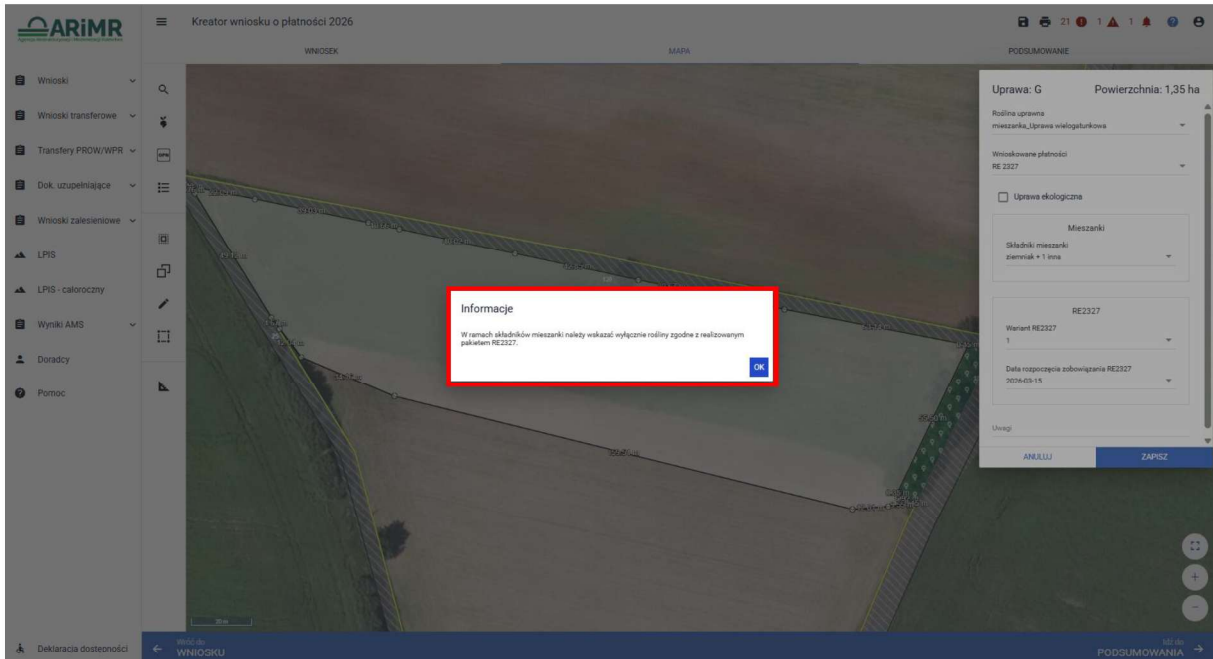 ARiMR
Kreator wniosku o płatności 2026
21
1
1
WNIOSEK
MAPA
PODSUMOWANIE
Wnioski
Wnioski transferowe
Transfery PROW/WPR
Dok. uzupełniające
Wnioski zalesieniowe
LPIS
LPIS - całoroczny
Wyniki AMS
Doradcy
Pomoc
Deklaracja dostępności
Uprawa: G
Powierzchnia: 1,35 ha
Roślina uprawna
mieszanka_Uprawa wielogatunkowa
Wnioskowane płatności
RE 2327
Uprawa ekologiczna
Mieszanki
Składniki mieszanki
ziemniak + 1 inna
RE2327
Wariant RE2327
1
Data rozpoczęcia zobowiązania RE2327
2026-03-15
Uwagi
ANULUJ
ZAPISZ
Informacje
W ramach składników mieszanki należy wskazać wyłącznie rośliny zgodne z realizowanym
pakietem RE2327.
OK
20 m
Wróć do
WNIOSKU
Idź do
PODSUMOWANIA